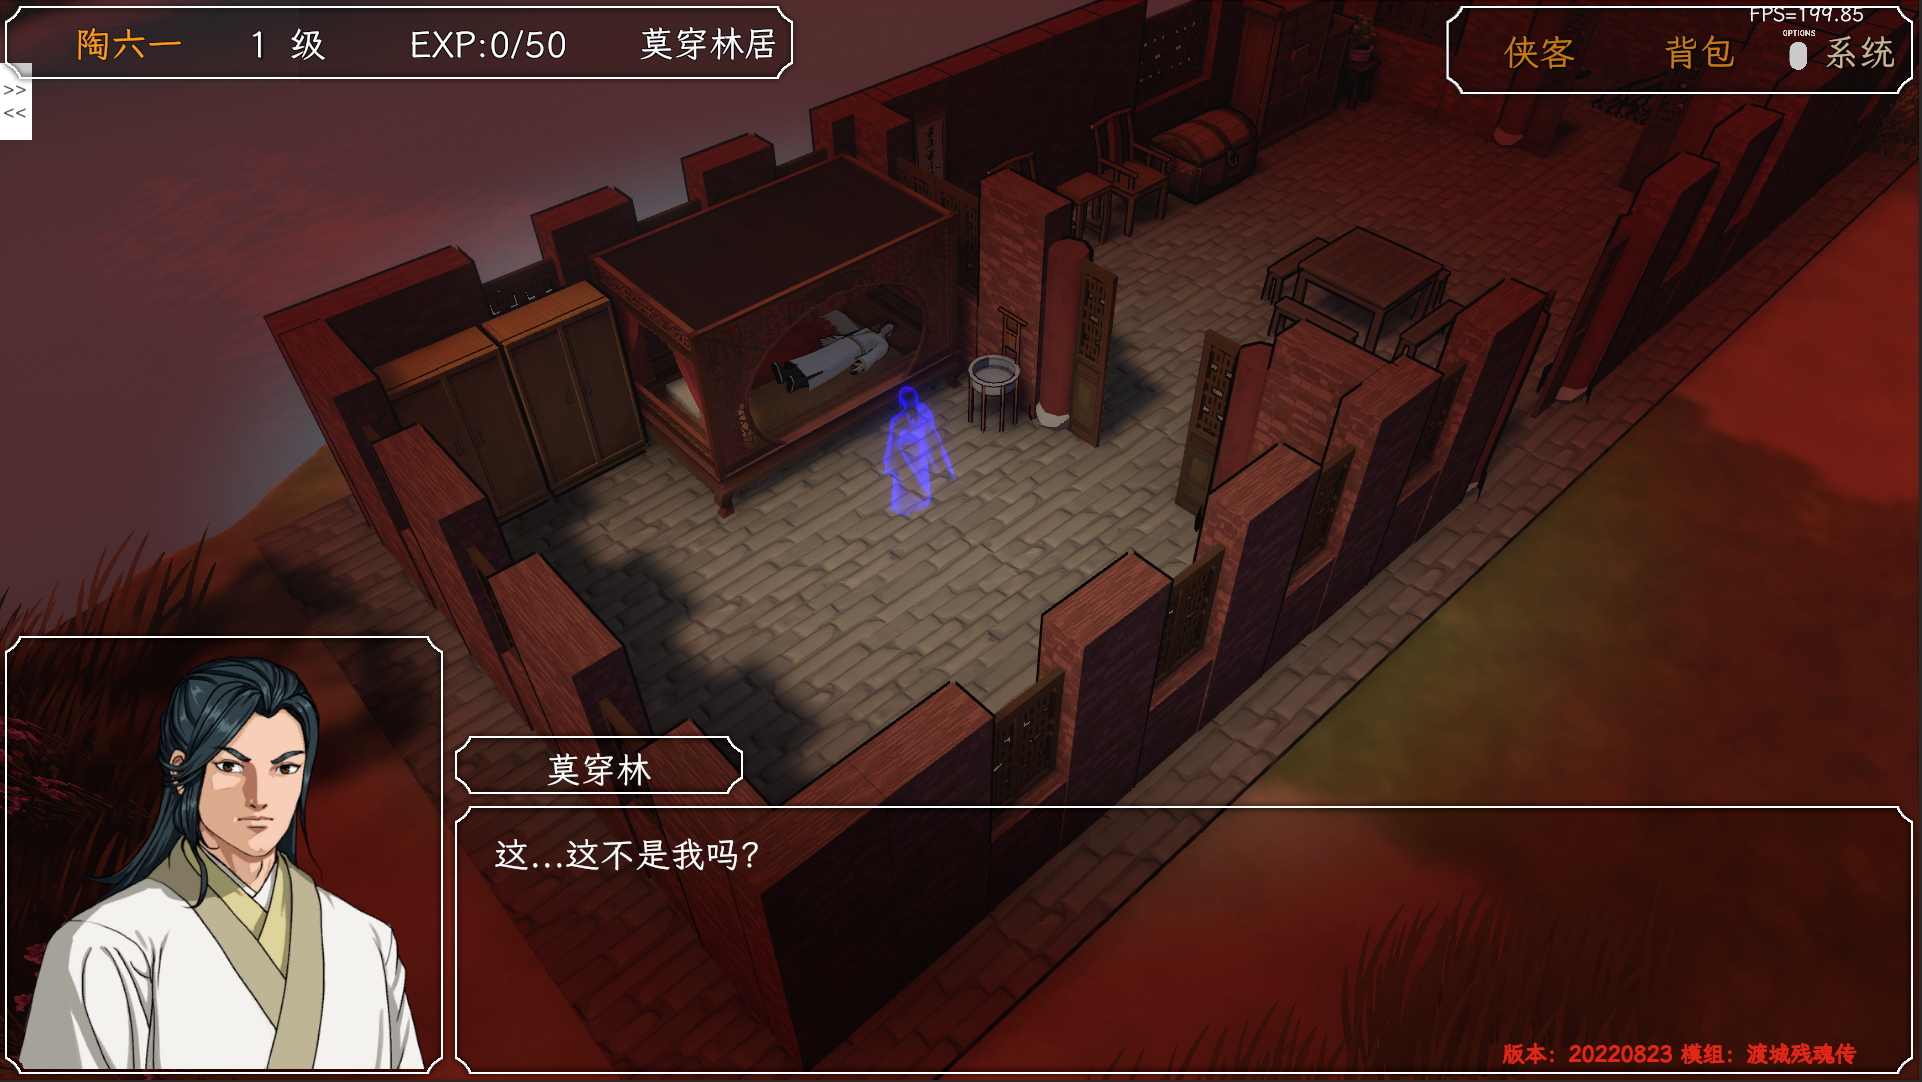 陶六一 1 级 EXP:0/50 莫穿林居
FPS=199.85
侠客 背包 OPTIONS 系统
>>
<<
莫穿林
这...这不是我吗?
版本：20220823 模组：渡城残魂传